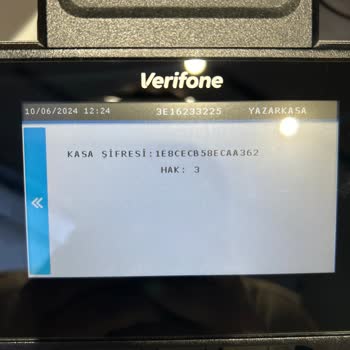 Verifone
10/06/2024 12:24 3E16233225 YAZARKASA
KASA ŞİFRESİ:1E8CECB58ECAA362
HAK: 3